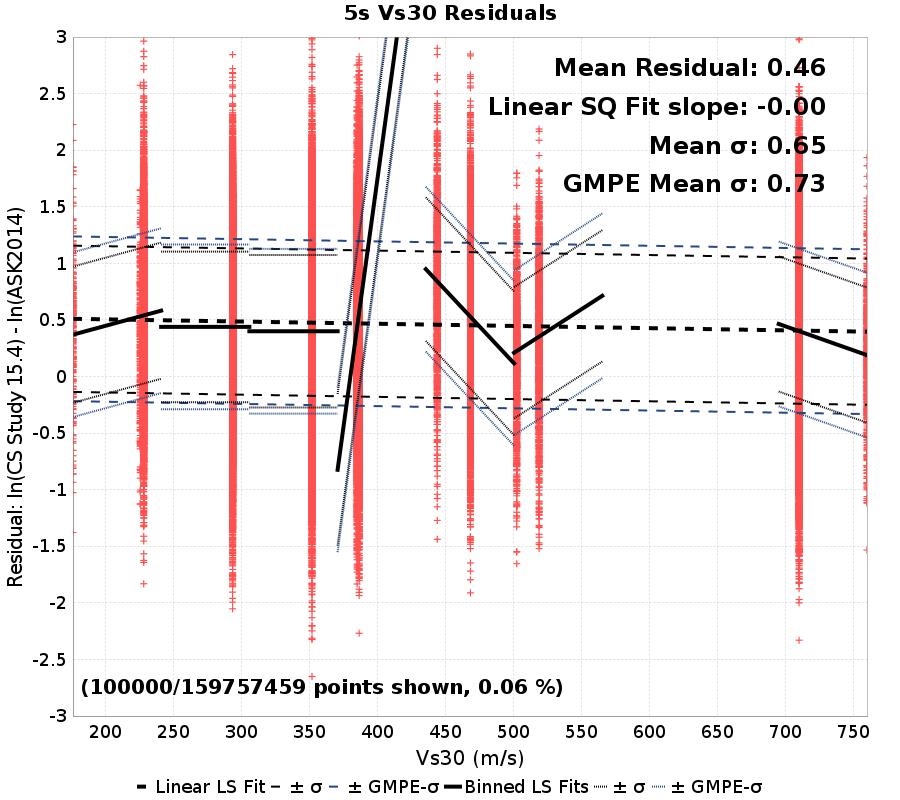 5s Vs30 Residuals
Mean Residual: 0.46
Linear SQ Fit slope: -0.00
Mean σ: 0.65
GMPE Mean σ: 0.73
Residual: ln(CS Study 15.4) - ln(ASK2014)
3
2.5
2
1.5
1
0.5
0
-0.5
-1
-1.5
-2
-2.5
-3
(100000/159757459 points shown, 0.06 %)
200 250 300 350 400 450 500 550 600 650 700 750
Vs30 (m/s)
Linear LS Fit ± σ ± GMPE-σ Binned LS Fits ± σ ± GMPE-σ